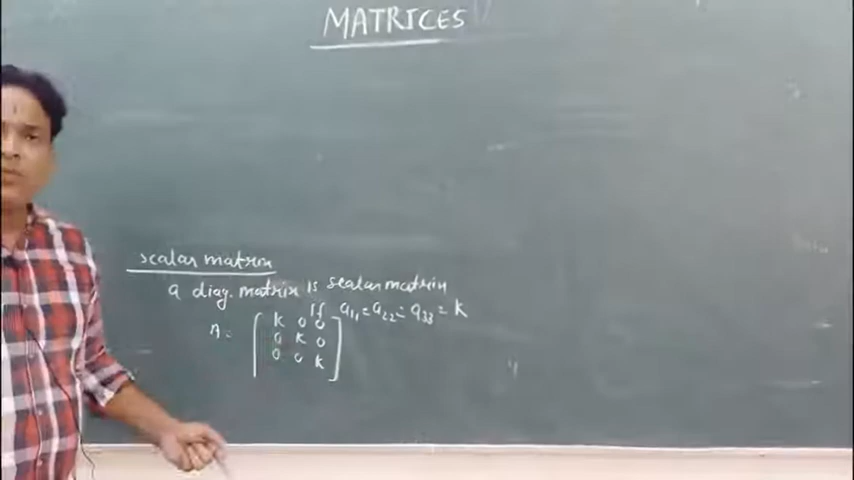 MATRICES
scalar matrix
a diag. matrix is scalar matrix
if a₁₁ = a₂₂ = a₃₃ = K
A = [ K 0 0
0 K 0
0 0 K ]